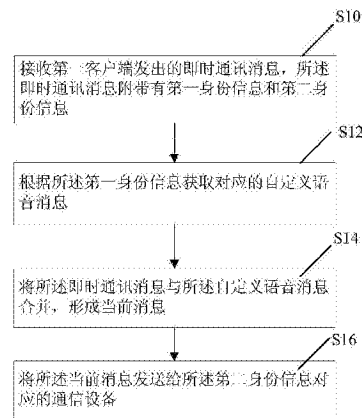 S10
接收第一客户端发出的即时通讯消息，所述
即时通讯消息附带有第一身份信息和第二身
份信息
S12
根据所述第一身份信息获取对应的自定义语
音消息
S14
将所述即时通讯消息与所述自定义语音消息
合并，形成当前消息
S16
将所述当前消息发送给所述第二身份信息对
应的通信设备